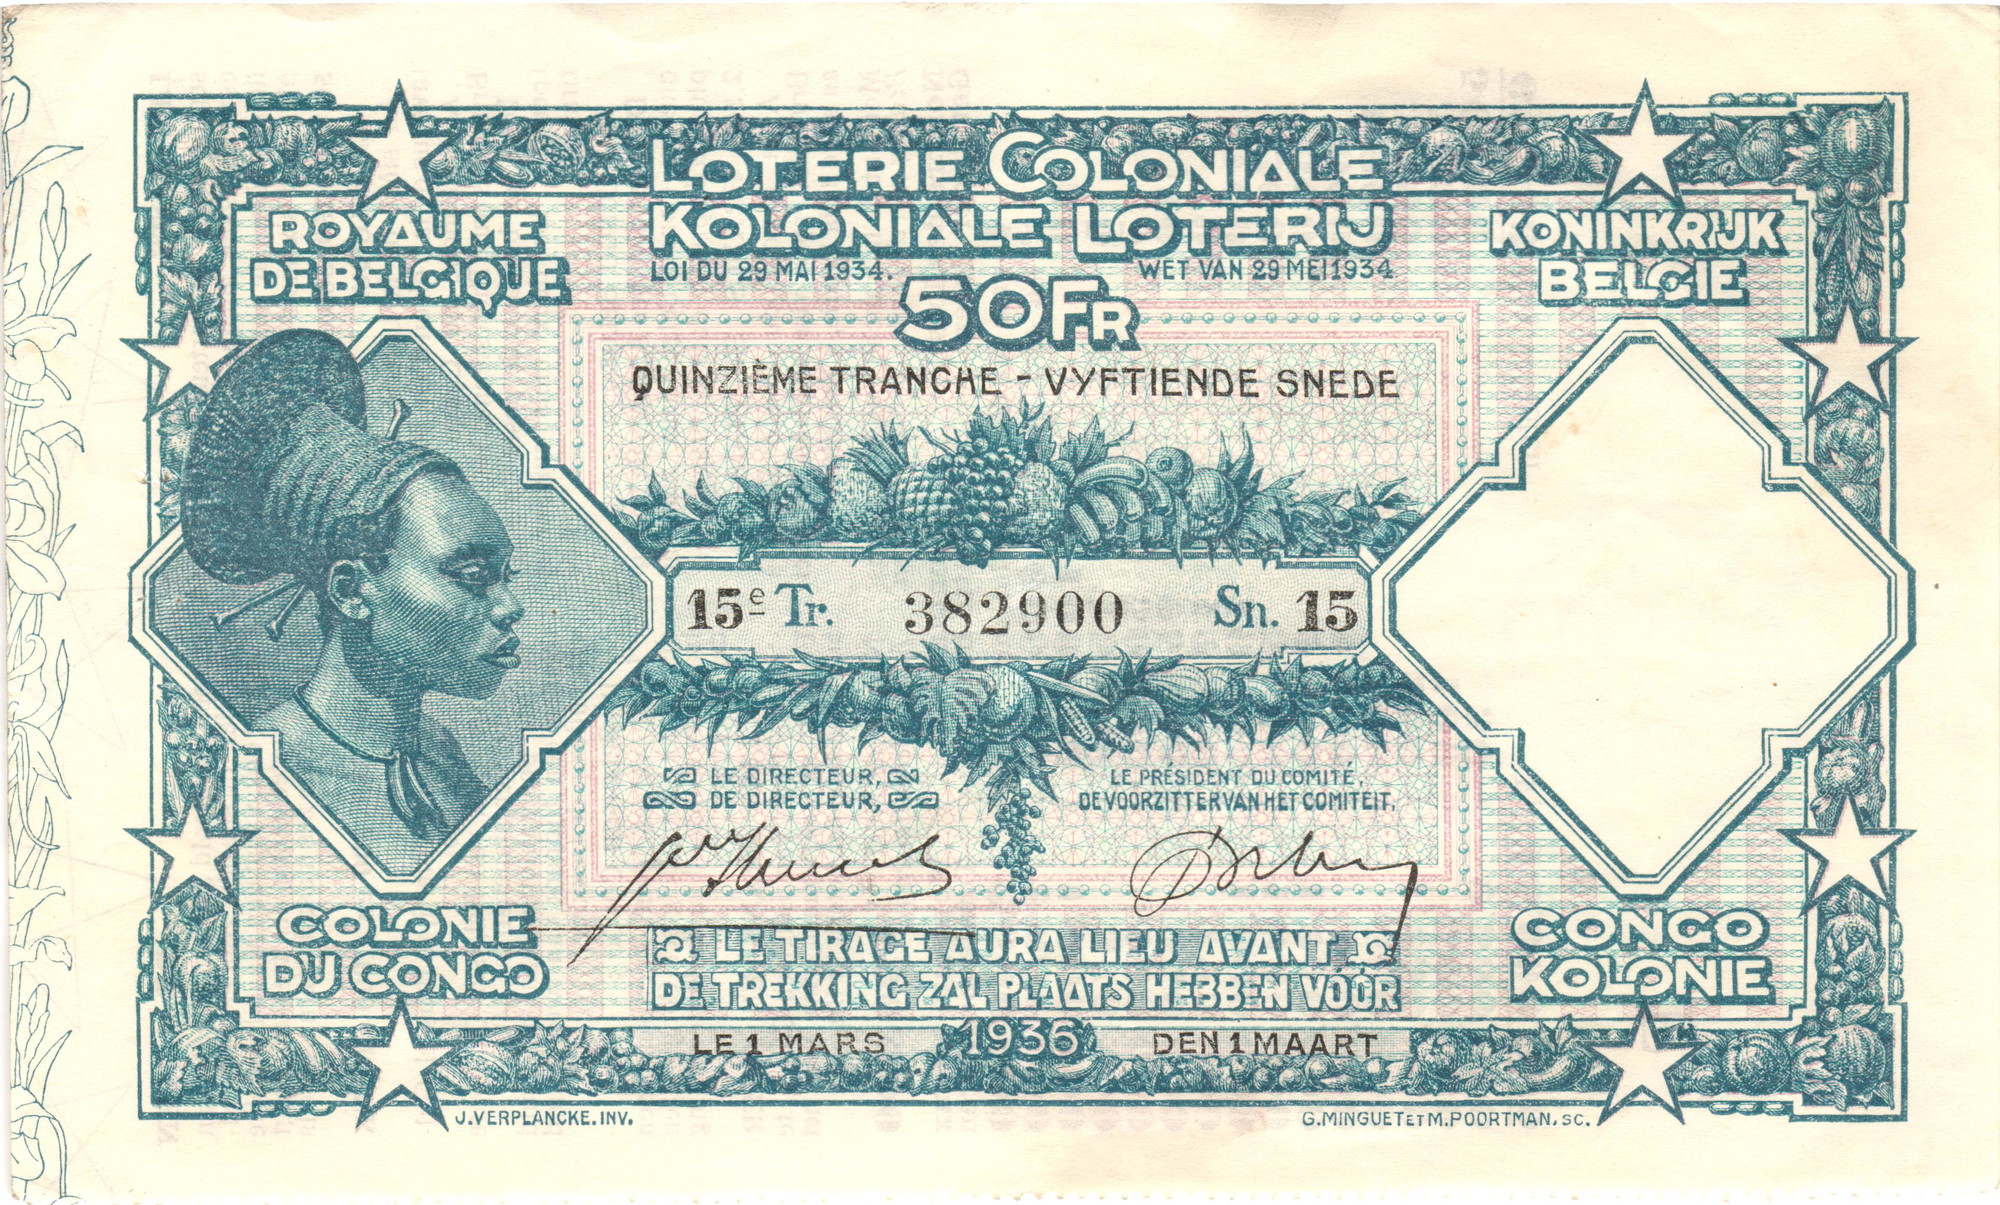 LOTERIE COLONIALE
KOLONIALE LOTERIJ
ROYAUME
DE BELGIQUE
LOI DU 29 MAI 1934.
WET VAN 29 MEI 1934
KONINKRIJK
BELGIE
50 FR
QUINZIÈME TRANCHE - VYFTIENDE SNEDE
15e Tr. 382900 Sn. 15
LE DIRECTEUR,
DE DIRECTEUR,
LE PRÉSIDENT DU COMITÉ,
DE VOORZITTER VAN HET COMITEIT,
COLONIE
DU CONGO
LE TIRAGE AURA LIEU AVANT
DE TREKKING ZAL PLAATS HEBBEN VÓÓR
CONGO
KOLONIE
LE 1 MARS 1936 DEN 1 MAART
J. VERPLANCKE. INV.
G. MINGUET ET M. POORTMAN, SC.